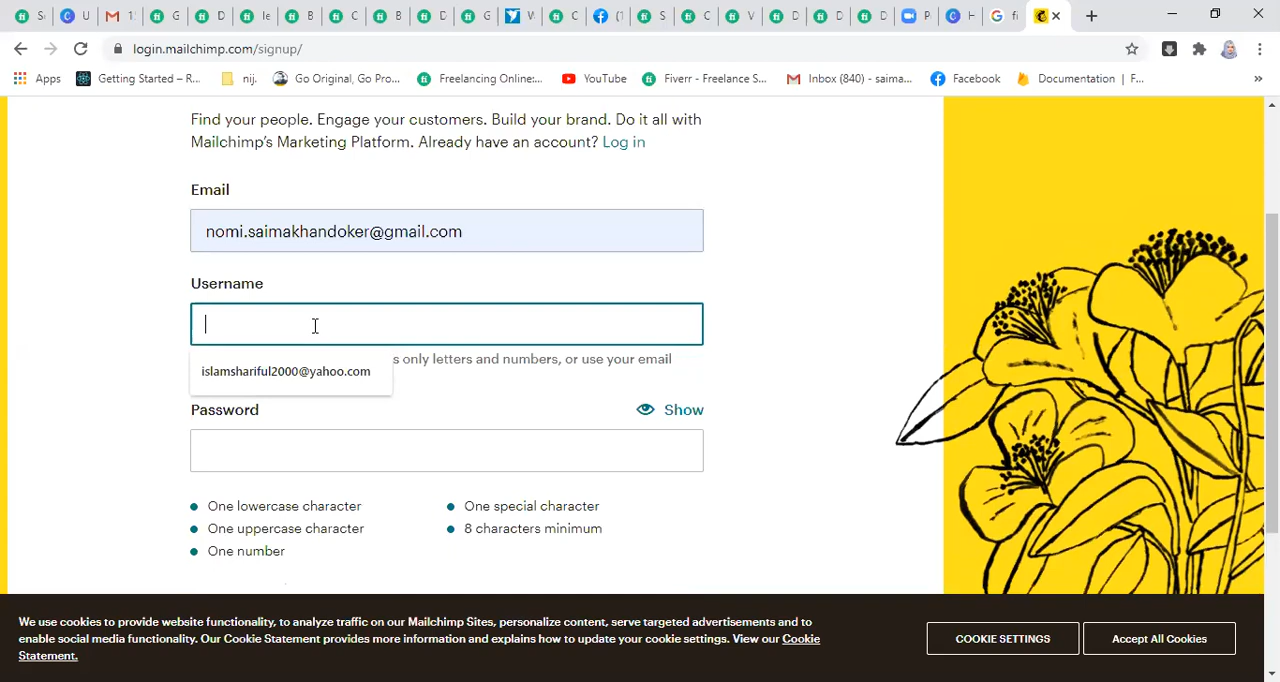 login.mailchimp.com/signup/
Apps Getting Started – R... nij. Go Original, Go Pro... Freelancing Online:... YouTube Fiverr - Freelance S... Inbox (840) - saima... Facebook Documentation | F... »
Find your people. Engage your customers. Build your brand. Do it all with
Mailchimp's Marketing Platform. Already have an account? Log in
Email
nomi.saimakhandoker@gmail.com
Username
s only letters and numbers, or use your email
islamshariful2000@yahoo.com
Password Show
One lowercase character One special character
One uppercase character 8 characters minimum
One number
We use cookies to provide website functionality, to analyze traffic on our Mailchimp Sites, personalize content, serve targeted advertisements and to
enable social media functionality. Our Cookie Statement provides more information and explains how to update your cookie settings. View our Cookie
Statement.
COOKIE SETTINGS Accept All Cookies